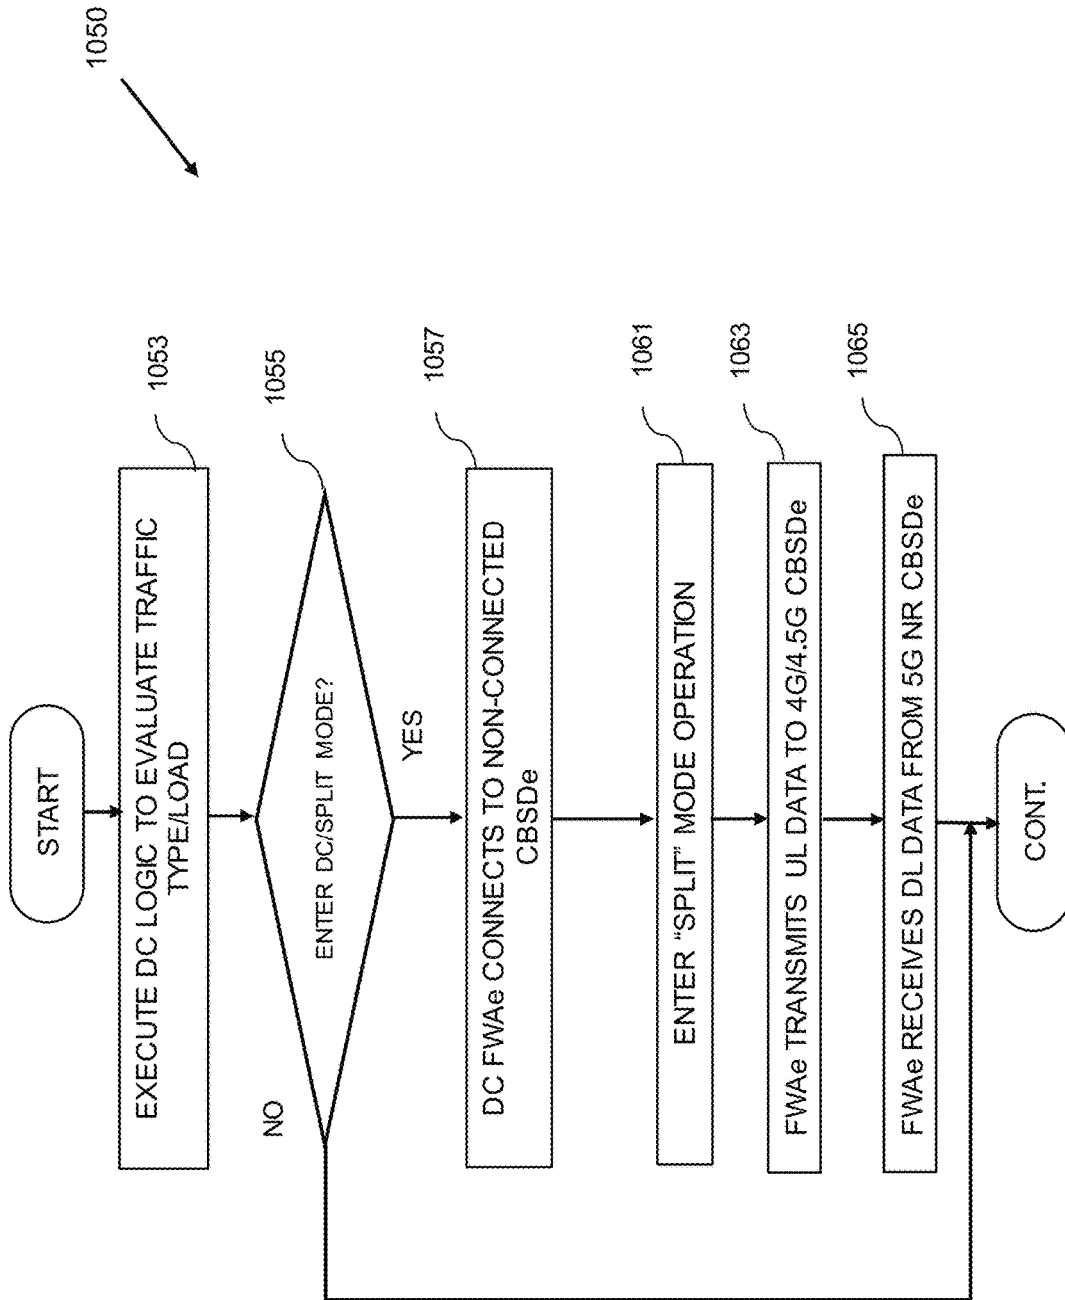 1050
START
EXECUTE DC LOGIC TO EVALUATE TRAFFIC
TYPE/LOAD
1053
ENTER DC/SPLIT MODE?
1055
NO
YES
DC FWAe CONNECTS TO NON-CONNECTED
CBSDe
1057
ENTER “SPLIT” MODE OPERATION
1061
FWAe TRANSMITS UL DATA TO 4G/4.5G CBSDe
1063
FWAe RECEIVES DL DATA FROM 5G NR CBSDe
1065
CONT.